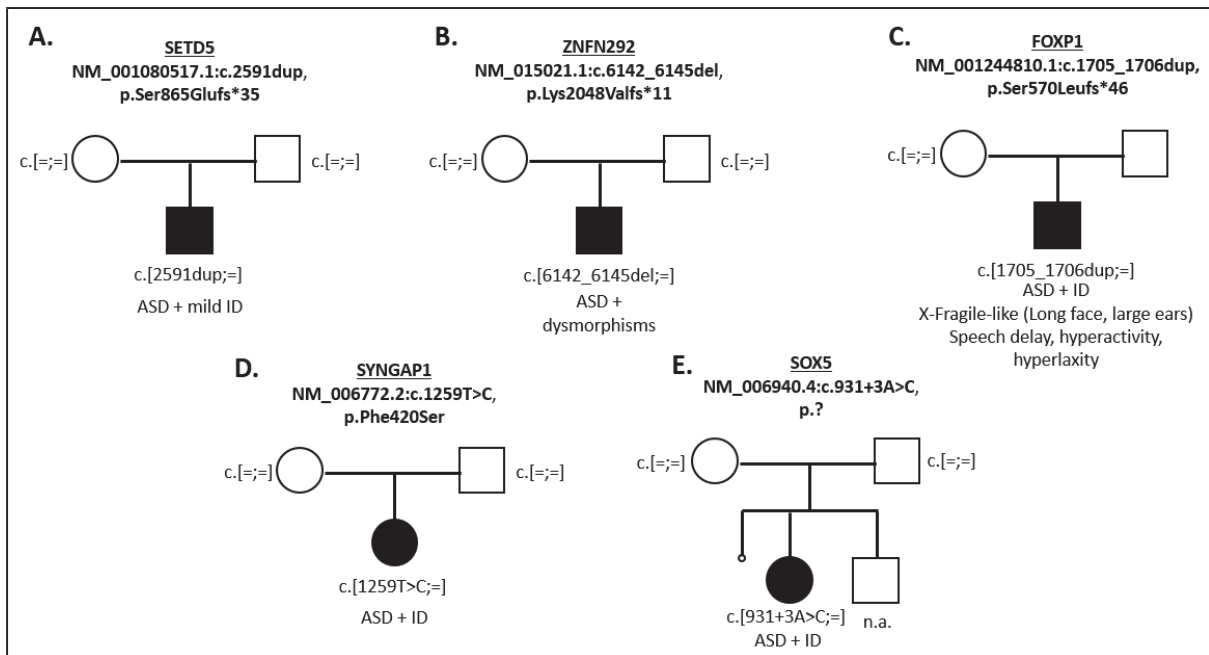 A.
SETD5
NM_001080517.1:c.2591dup,
p.Ser865Glufs*35
c.[=;=]
c.[=;=]
c.[2591dup;=]
ASD + mild ID
B.
ZNFN292
NM_015021.1:c.6142_6145del,
p.Lys2048Valfs*11
c.[=;=]
c.[=;=]
c.[6142_6145del;=]
ASD +
dysmorphisms
C.
FOXP1
NM_001244810.1:c.1705_1706dup,
p.Ser570Leufs*46
c.[=;=]
c.[1705_1706dup;=]
ASD + ID
X-Fragile-like (Long face, large ears)
Speech delay, hyperactivity,
hyperlaxity
D.
SYNGAP1
NM_006772.2:c.1259T>C,
p.Phe420Ser
c.[=;=]
c.[=;=]
c.[1259T>C;=]
ASD + ID
E.
SOX5
NM_006940.4:c.931+3A>C,
p.?
c.[=;=]
c.[=;=]
c.[931+3A>C;=]
ASD + ID
n.a.